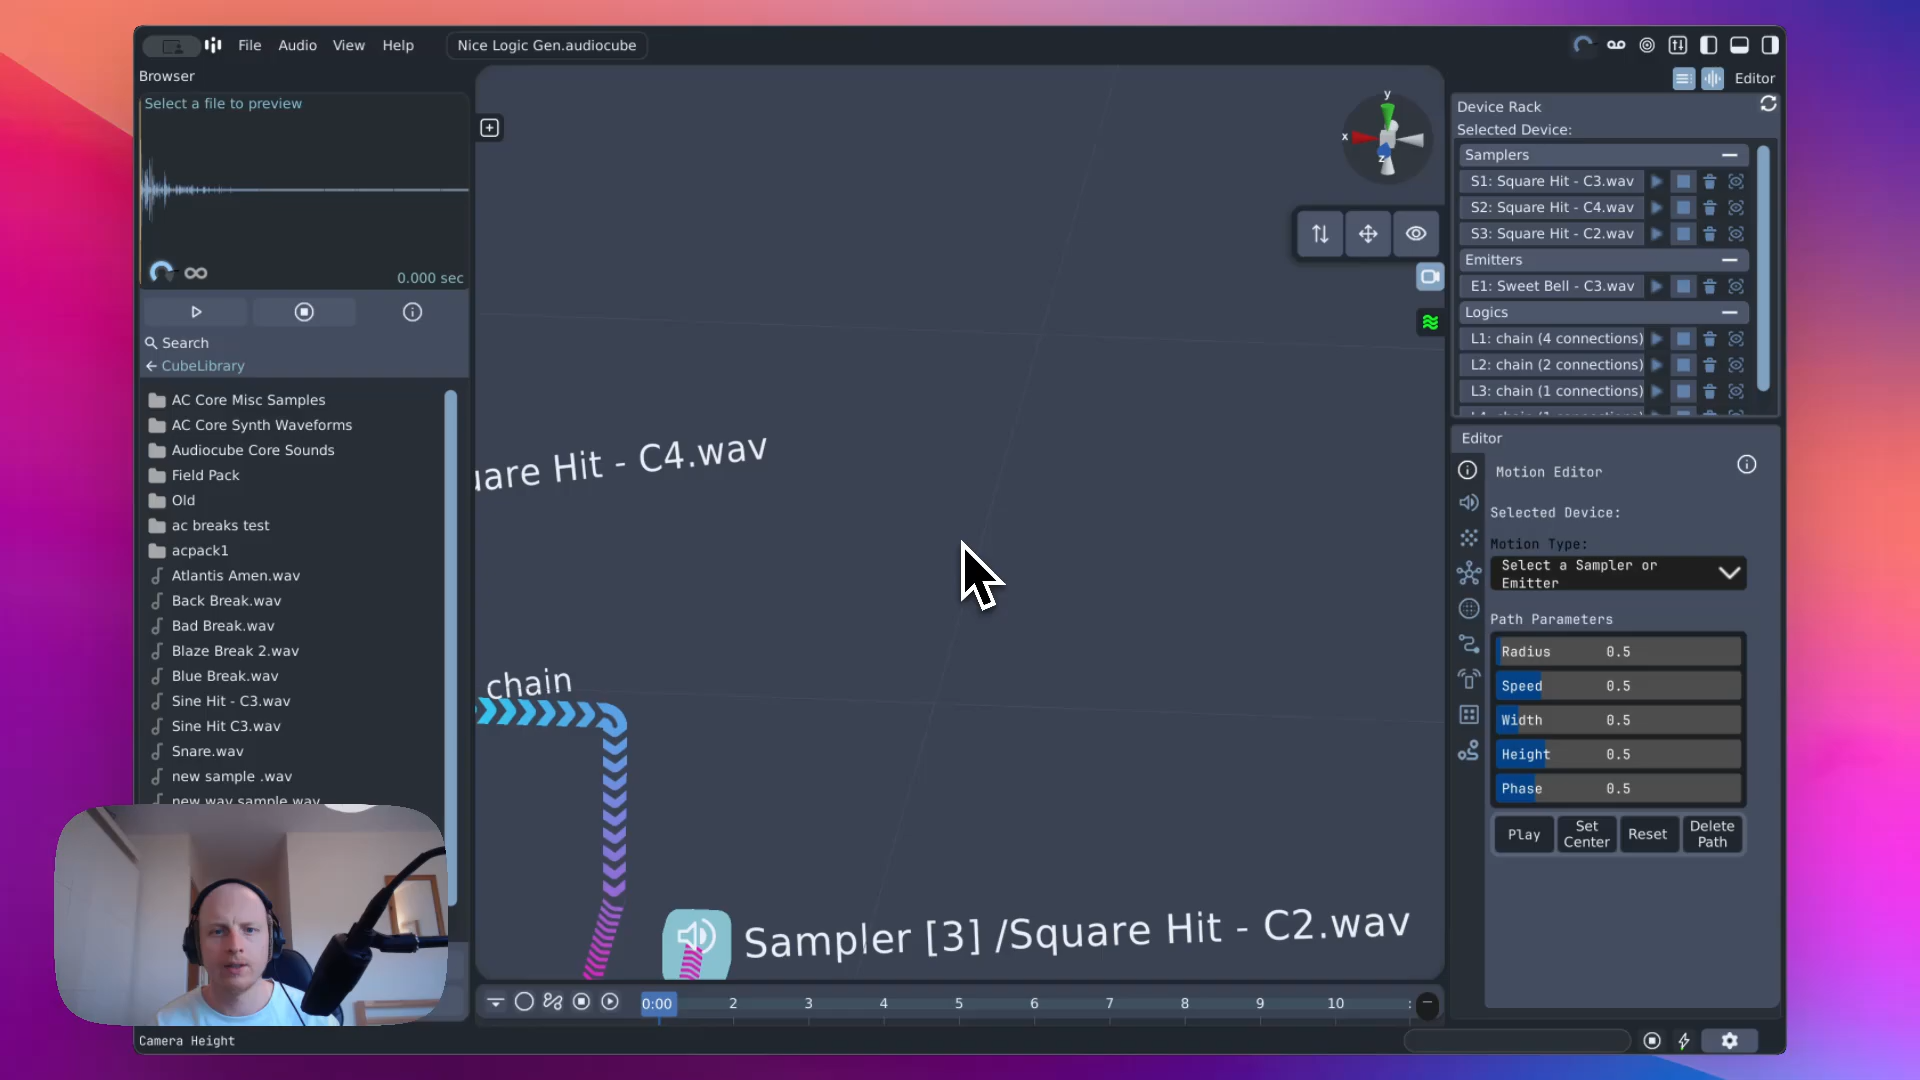 File
Audio
View
Help
Nice Logic Gen.audiocube
Browser
Select a file to preview
0.000 sec
Search
CubeLibrary
AC Core Misc Samples
AC Core Synth Waveforms
Audiocube Core Sounds
Field Pack
Old
ac breaks test
acpack1
Atlantis Amen.wav
Back Break.wav
Bad Break.wav
Blaze Break 2.wav
Blue Break.wav
Sine Hit - C3.wav
Sine Hit C3.wav
Snare.wav
new sample .wav
new wav sample.wav
Camera Height
y
x
z
uare Hit - C4.wav
chain
Sampler [3] /Square Hit - C2.wav
0:00
2
3
4
5
6
7
8
9
10
Editor
Device Rack
Selected Device:
Samplers
S1: Square Hit - C3.wav
S2: Square Hit - C4.wav
S3: Square Hit - C2.wav
Emitters
E1: Sweet Bell - C3.wav
Logics
L1: chain (4 connections)
L2: chain (2 connections)
L3: chain (1 connections)
Editor
Motion Editor
Selected Device:
Motion Type:
Select a Sampler or
Emitter
Path Parameters
Radius 0.5
Speed 0.5
Width 0.5
Height 0.5
Phase 0.5
Play
Set
Center
Reset
Delete
Path